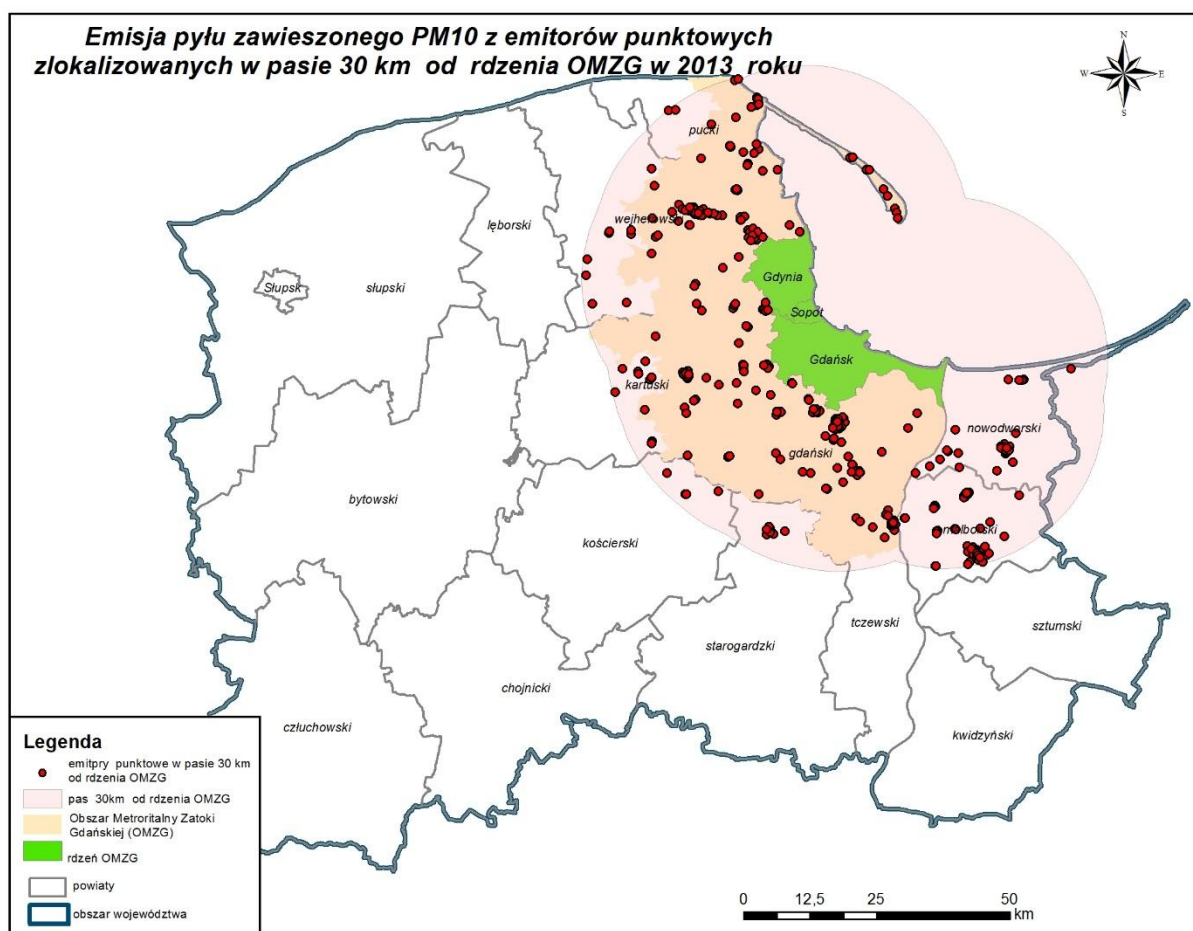 Emisja pyłu zawieszonego PM10 z emitorów punktowych
zlokalizowanych w pasie 30 km od rdzenia OMZG w 2013 roku
N
W
E
S
pucki
wejherowski
lęborski
Gdynia
Słupsk
słupski
Sopot
Gdańsk
kartuski
nowodworski
gdański
bytowski
malborski
kościerski
tczewski
sztumski
starogardzki
chojnicki
człuchowski
kwidzyński
Legenda
emitpry punktowe w pasie 30 km
od rdzenia OMZG
pas 30km od rdzenia OMZG
Obszar Metroritalny Zatoki
Gdańskiej (OMZG)
rdzeń OMZG
powiaty
obszar województwa
0 12,5 25 50
km